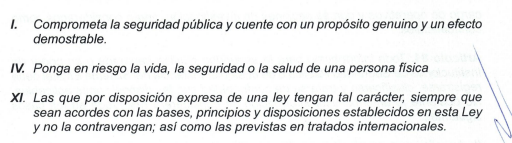 I. Comprometa la seguridad pública y cuente con un propósito genuino y un efecto
demostrable.
IV. Ponga en riesgo la vida, la seguridad o la salud de una persona física
XI. Las que por disposición expresa de una ley tengan tal carácter, siempre que
sean acordes con las bases, principios y disposiciones establecidos en esta Ley
y no la contravengan; así como las previstas en tratados internacionales.